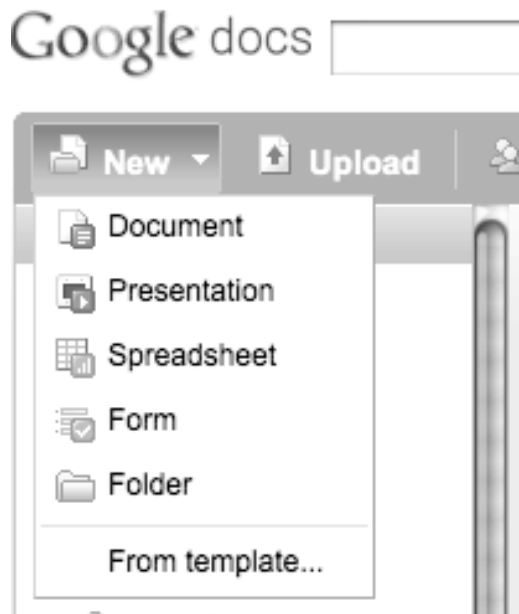 Google docs
New Upload
Document
Presentation
Spreadsheet
Form
Folder
From template...